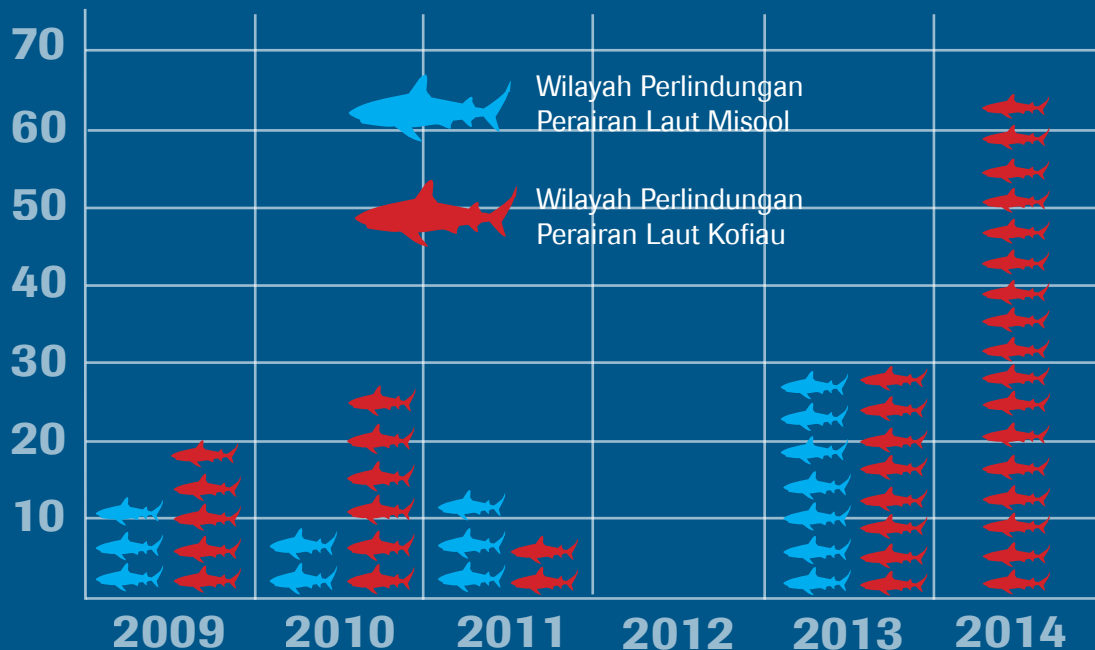 70
60
50
40
30
20
10
Wilayah Perlindungan
Perairan Laut Misool
Wilayah Perlindungan
Perairan Laut Kofiau
2009 2010 2011 2012 2013 2014